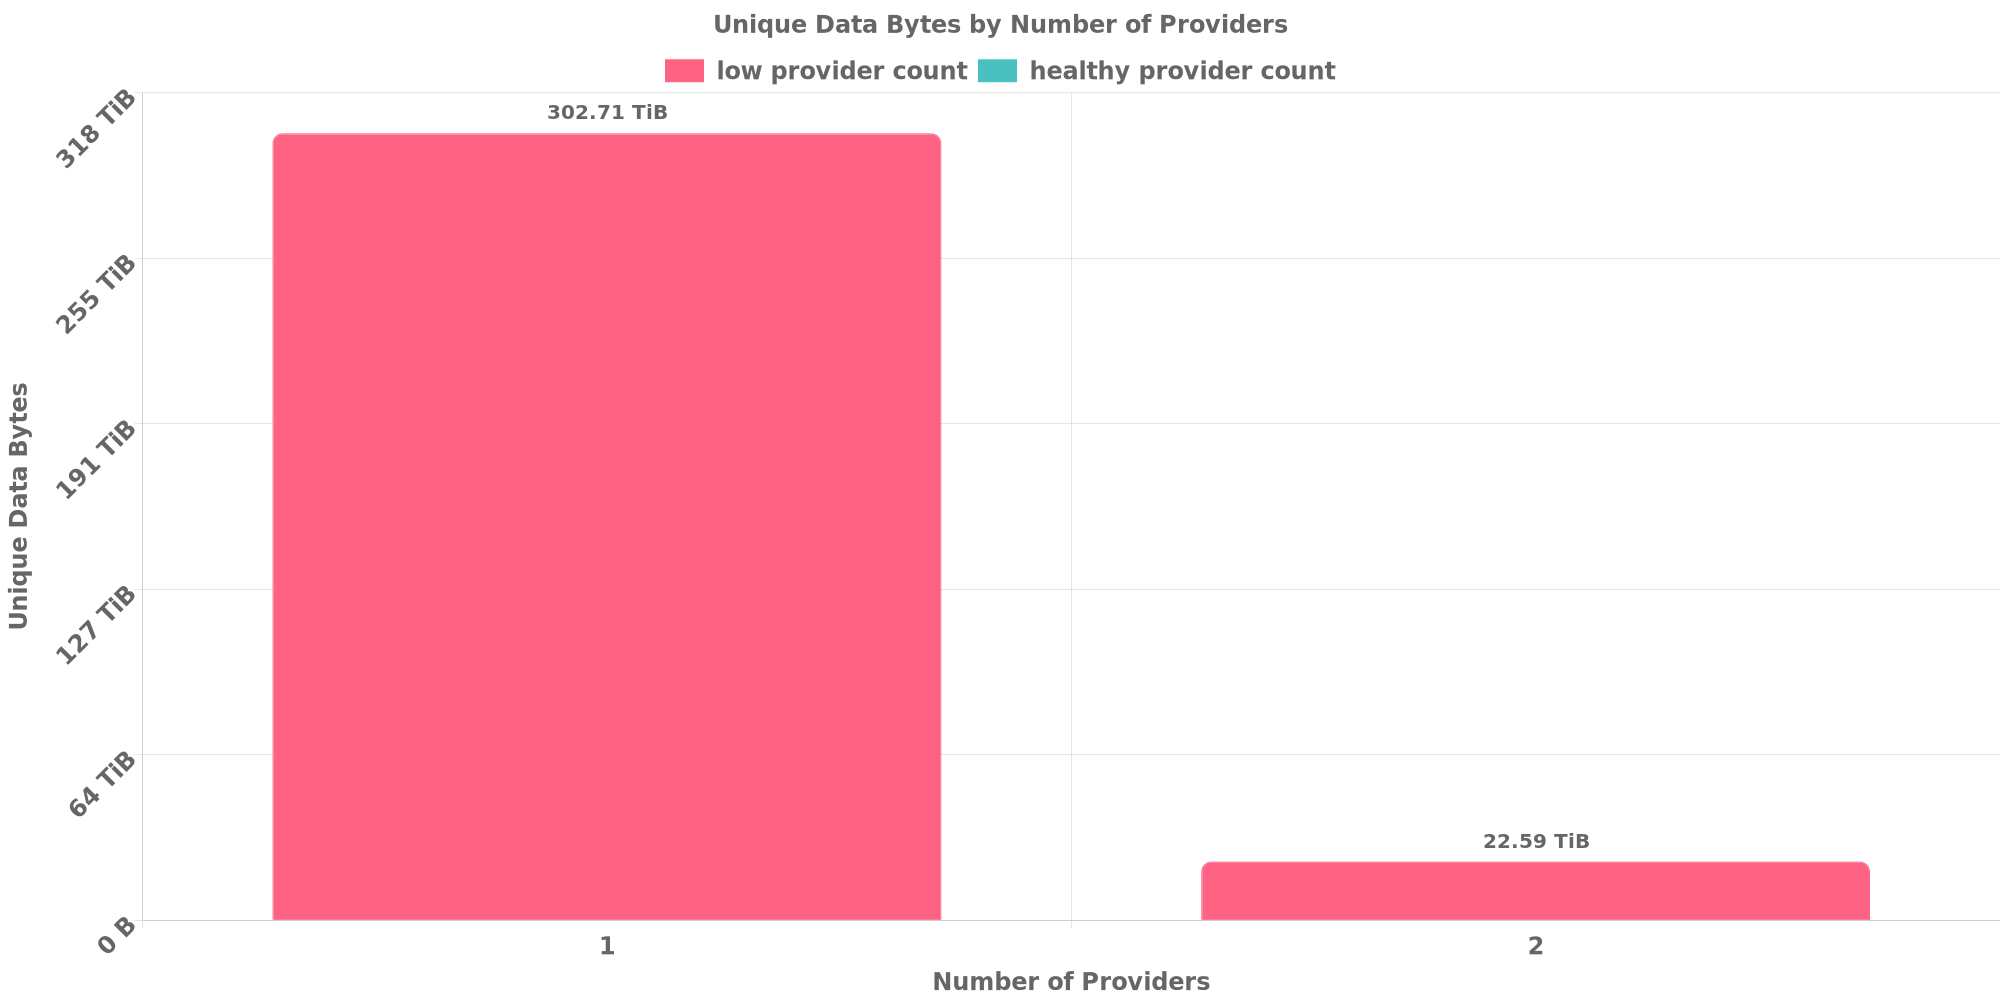 Unique Data Bytes by Number of Providers
low provider count healthy provider count
318 TiB
302.71 TiB
255 TiB
191 TiB
127 TiB
64 TiB
22.59 TiB
0 B
Unique Data Bytes
1 2
Number of Providers